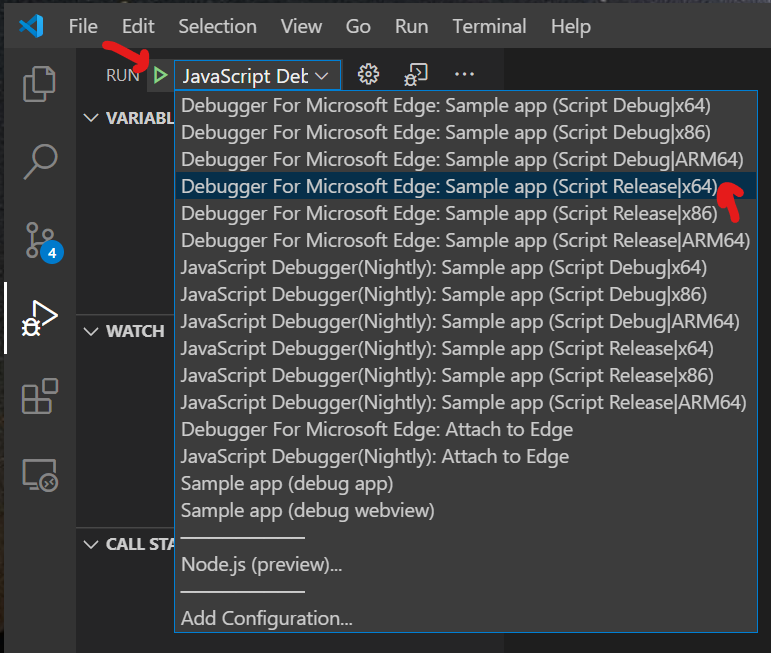 File Edit Selection View Go Run Terminal Help
RUN JavaScript Deb
VARIABL
Debugger For Microsoft Edge: Sample app (Script Debug|x64)
Debugger For Microsoft Edge: Sample app (Script Debug|x86)
Debugger For Microsoft Edge: Sample app (Script Debug|ARM64)
Debugger For Microsoft Edge: Sample app (Script Release|x64)
Debugger For Microsoft Edge: Sample app (Script Release|x86)
Debugger For Microsoft Edge: Sample app (Script Release|ARM64)
4
JavaScript Debugger(Nightly): Sample app (Script Debug|x64)
JavaScript Debugger(Nightly): Sample app (Script Debug|x86)
JavaScript Debugger(Nightly): Sample app (Script Debug|ARM64)
WATCH
JavaScript Debugger(Nightly): Sample app (Script Release|x64)
JavaScript Debugger(Nightly): Sample app (Script Release|x86)
JavaScript Debugger(Nightly): Sample app (Script Release|ARM64)
Debugger For Microsoft Edge: Attach to Edge
JavaScript Debugger(Nightly): Attach to Edge
Sample app (debug app)
Sample app (debug webview)
CALL STA
Node.js (preview)...
Add Configuration...